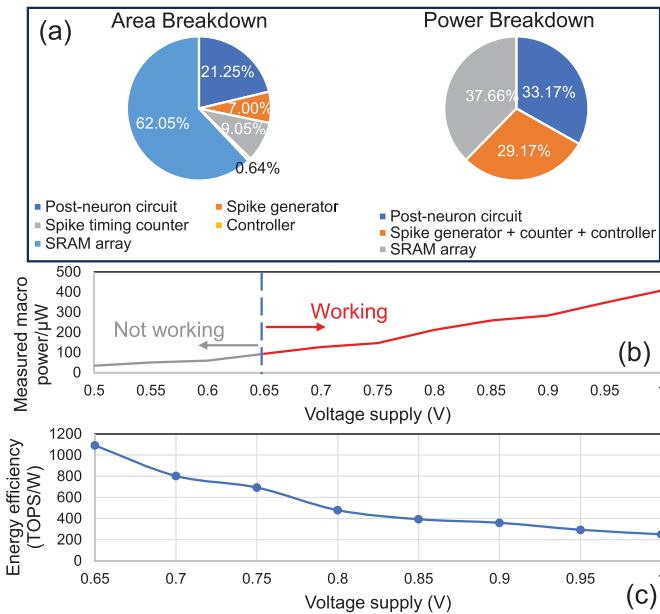 (a)
Area Breakdown
21.25%
7.00%
9.05%
0.64%
62.05%
Post-neuron circuit
Spike generator
Spike timing counter
Controller
SRAM array
Power Breakdown
37.66%
33.17%
29.17%
Post-neuron circuit
Spike generator + counter + controller
SRAM array
Measured macro
power/μW
500
400
300
200
100
0
Not working
Working
(b)
0.5 0.55 0.6 0.65 0.7 0.75 0.8 0.85 0.9 0.95 1
Voltage supply (V)
Energy efficiency
(TOPS/W)
1200
1000
800
600
400
200
0
0.65 0.7 0.75 0.8 0.85 0.9 0.95
Voltage supply (V)
(c)